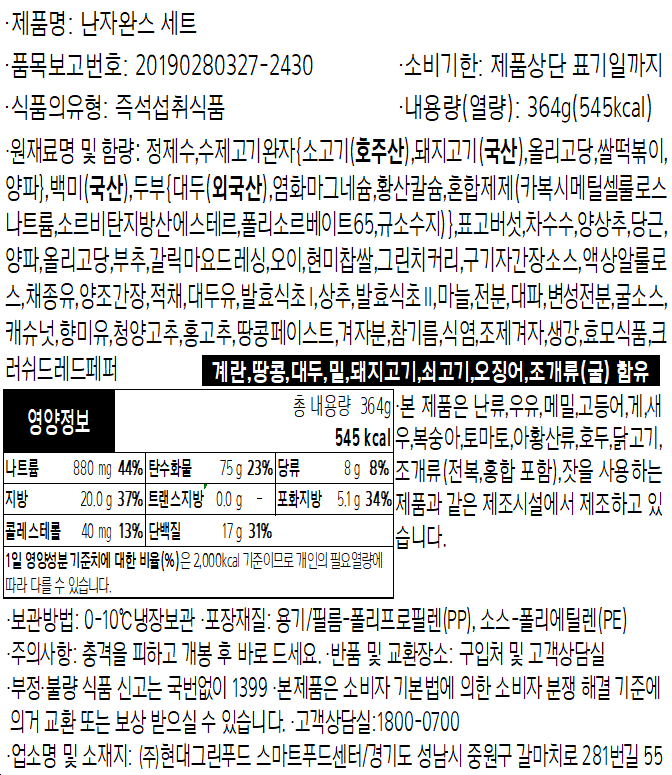 ·제품명: 난자완스 세트
·품목보고번호: 20190280327-2430 ·소비기한: 제품상단 표기일까지
·식품의유형: 즉석섭취식품 ·내용량(열량): 364g(545kcal)
·원재료명 및 함량: 정제수,수제고기완자{소고기(호주산),돼지고기(국산),올리고당,쌀떡볶이,
양파},백미(국산),두부{대두(외국산),염화마그네슘,황산칼슘,혼합제제(카복시메틸셀룰로스
나트륨,소르비탄지방산에스테르,폴리소르베이트65,규소수지)},표고버섯,차수수,양상추,당근,
양파,올리고당,부추,갈릭마요드레싱,오이,현미찹쌀,그린치커리,구기자간장소스,액상알룰로
스,채종유,양조간장,적채,대두유,발효식초Ⅰ,상추,발효식초Ⅱ,마늘,전분,대파,변성전분,굴소스,
캐슈넛,향미유,청양고추,홍고추,땅콩페이스트,겨자분,참기름,식염,조제겨자,생강,효모식품,크
러쉬드레드페퍼
계란,땅콩,대두,밀,돼지고기,쇠고기,오징어,조개류(굴) 함유
영양정보
총 내용량 364g
545 kcal
나트륨 880 mg 44% 탄수화물 75 g 23% 당류 8 g 8%
지방 20.0 g 37% 트랜스지방 0.0 g - 포화지방 5.1 g 34%
콜레스테롤 40 mg 13% 단백질 17 g 31%
1일 영양성분 기준치에 대한 비율(%)은 2,000kcal 기준이므로 개인의 필요열량에
따라 다를 수 있습니다.
·본 제품은 난류,우유,메밀,고등어,게,새
우,복숭아,토마토,아황산류,호두,닭고기,
조개류(전복,홍합 포함),잣을 사용하는
제품과 같은 제조시설에서 제조하고 있
습니다.
·보관방법: 0-10℃냉장보관 ·포장재질: 용기/필름-폴리프로필렌(PP), 소스-폴리에틸렌(PE)
·주의사항: 충격을 피하고 개봉 후 바로 드세요. ·반품 및 교환장소: 구입처 및 고객상담실
·부정·불량 식품 신고는 국번없이 1399 ·본제품은 소비자 기본법에 의한 소비자 분쟁 해결 기준에
의거 교환 또는 보상 받으실 수 있습니다. ·고객상담실:1800-0700
·업소명 및 소재지: (주)현대그린푸드 스마트푸드센터/경기도 성남시 중원구 갈마치로 281번길 55